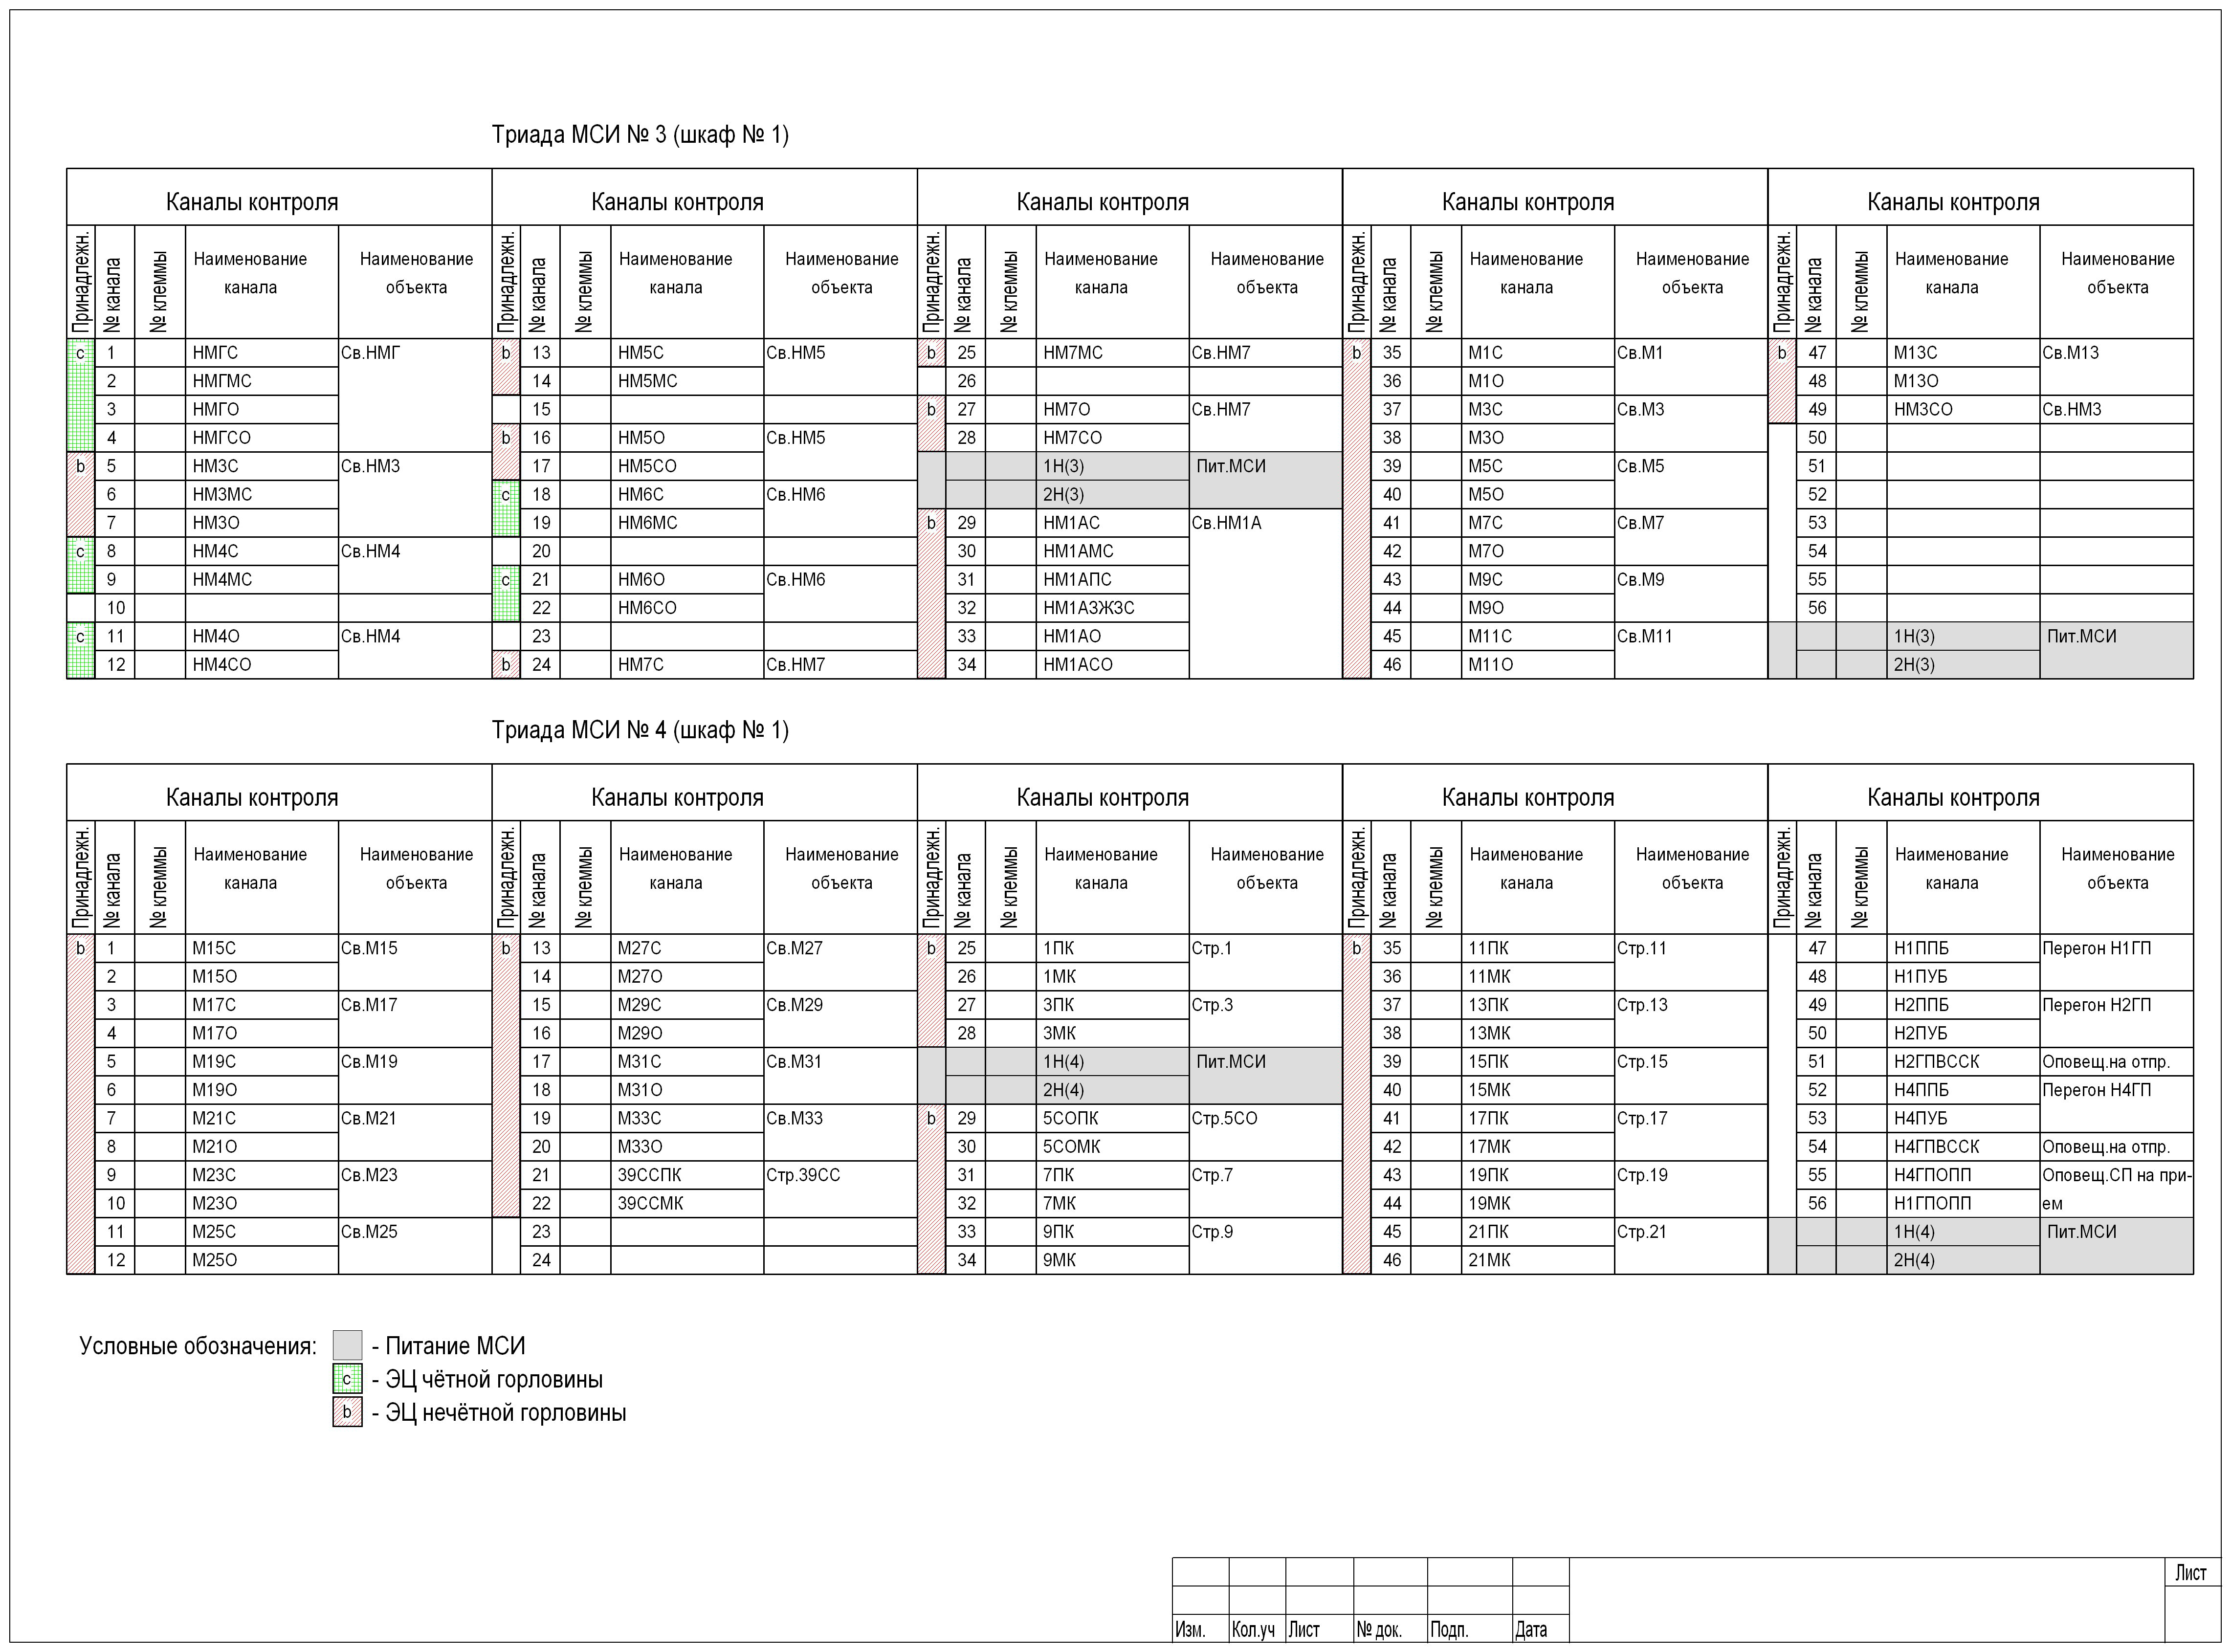 Триада МСИ № 3 (шкаф № 1)
Каналы контроля Каналы контроля Каналы контроля Каналы контроля Каналы контроля
Принадлежн. № канала № клеммы Наименование канала Наименование объекта Принадлежн. № канала № клеммы Наименование канала Наименование объекта Принадлежн. № канала № клеммы Наименование канала Наименование объекта Принадлежн. № канала № клеммы Наименование канала Наименование объекта Принадлежн. № канала № клеммы Наименование канала Наименование объекта
c 1 НМГС Св.НМГ b 13 НМ5С Св.НМ5 b 25 НМ7МС Св.НМ7 b 35 М1С Св.М1 b 47 М13С Св.М13
2 НМГМС 14 НМ5МС 26 36 М1О 48 М13О
3 НМГО 15 b 27 НМ7О Св.НМ7 37 М3С Св.М3 49 НМ3СО Св.НМ3
4 НМГСО b 16 НМ5О Св.НМ5 28 НМ7СО 38 М3О 50
b 5 НМ3С Св.НМ3 17 НМ5СО 1Н(3) Пит.МСИ 39 М5С Св.М5 51
6 НМ3МС c 18 НМ6С Св.НМ6 2Н(3) 40 М5О 52
7 НМ3О 19 НМ6МС b 29 НМ1АС Св.НМ1А 41 М7С Св.М7 53
c 8 НМ4С Св.НМ4 20 30 НМ1АМС 42 М7О 54
9 НМ4МС c 21 НМ6О Св.НМ6 31 НМ1АПС 43 М9С Св.М9 55
10 22 НМ6СО 32 НМ1АЗЖЗС 44 М9О 56
c 11 НМ4О Св.НМ4 23 33 НМ1АО 45 М11С Св.М11 1Н(3) Пит.МСИ
12 НМ4СО b 24 НМ7С Св.НМ7 34 НМ1АСО 46 М11О 2Н(3)
Триада МСИ № 4 (шкаф № 1)
Каналы контроля Каналы контроля Каналы контроля Каналы контроля Каналы контроля
Принадлежн. № канала № клеммы Наименование канала Наименование объекта Принадлежн. № канала № клеммы Наименование канала Наименование объекта Принадлежн. № канала № клеммы Наименование канала Наименование объекта Принадлежн. № канала № клеммы Наименование канала Наименование объекта Принадлежн. № канала № клеммы Наименование канала Наименование объекта
b 1 М15С Св.М15 b 13 М27С Св.М27 b 25 1ПК Стр.1 b 35 11ПК Стр.11 47 Н1ППБ Перегон Н1ГП
2 М15О 14 М27О 26 1МК 36 11МК 48 Н1ПУБ
3 М17С Св.М17 15 М29С Св.М29 27 3ПК Стр.3 37 13ПК Стр.13 49 Н2ППБ Перегон Н2ГП
4 М17О 16 М29О 28 3МК 38 13МК 50 Н2ПУБ
5 М19С Св.М19 17 М31С Св.М31 1Н(4) Пит.МСИ 39 15ПК Стр.15 51 Н2ГПВССК Оповещ.на отпр.
6 М19О 18 М31О 2Н(4) 40 15МК 52 Н4ППБ Перегон Н4ГП
7 М21С Св.М21 19 М33С Св.М33 b 29 5СОПК Стр.5СО 41 17ПК Стр.17 53 Н4ПУБ
8 М21О 20 М33О 30 5СОМК 42 17МК 54 Н4ГПВССК Оповещ.на отпр.
9 М23С Св.М23 21 39ССПК Стр.39СС 31 7ПК Стр.7 43 19ПК Стр.19 55 Н4ГПОПП Оповещ.СП на при-
10 М23О 22 39ССМК 32 7МК 44 19МК 56 Н1ГПОПП ем
11 М25С Св.М25 23 33 9ПК Стр.9 45 21ПК Стр.21 1Н(4) Пит.МСИ
12 М25О 24 34 9МК 46 21МК 2Н(4)
Условные обозначения: - Питание МСИ
c - ЭЦ чётной горловины
b - ЭЦ нечётной горловины
Лист
Изм. Кол.уч Лист № док. Подп. Дата